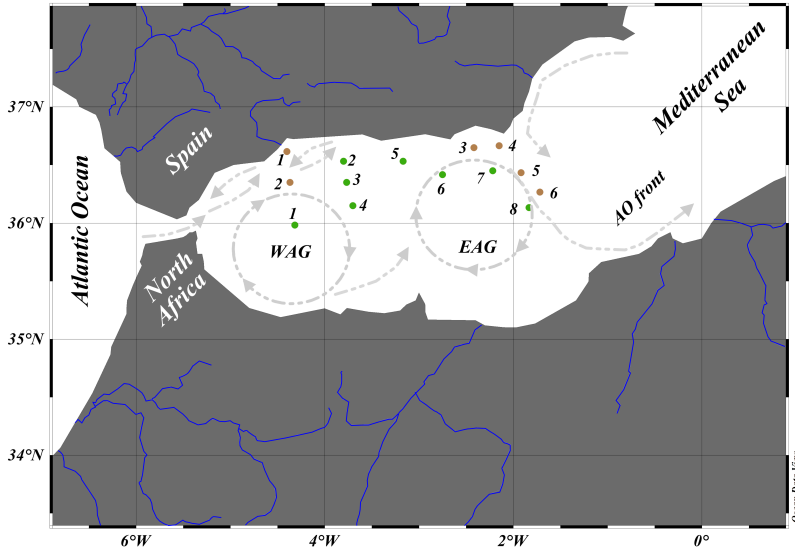 37°N
36°N
35°N
34°N
6°W
4°W
2°W
0°
Atlantic Ocean
Spain
North
Africa
Mediterranean
Sea
AO front
WAG
EAG
1
2
1
2
3
4
5
6
7
8
3
4
5
6